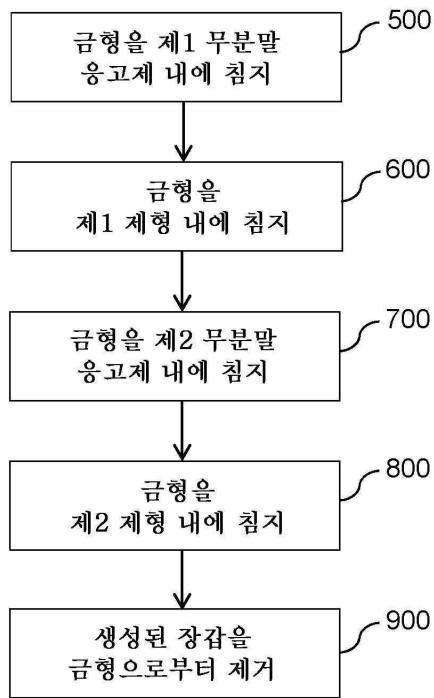 500
금형을 제1 무분말
응고제 내에 침지
600
금형을
제1 제형 내에 침지
700
금형을 제2 무분말
응고제 내에 침지
800
금형을
제2 제형 내에 침지
900
생성된 장갑을
금형으로부터 제거